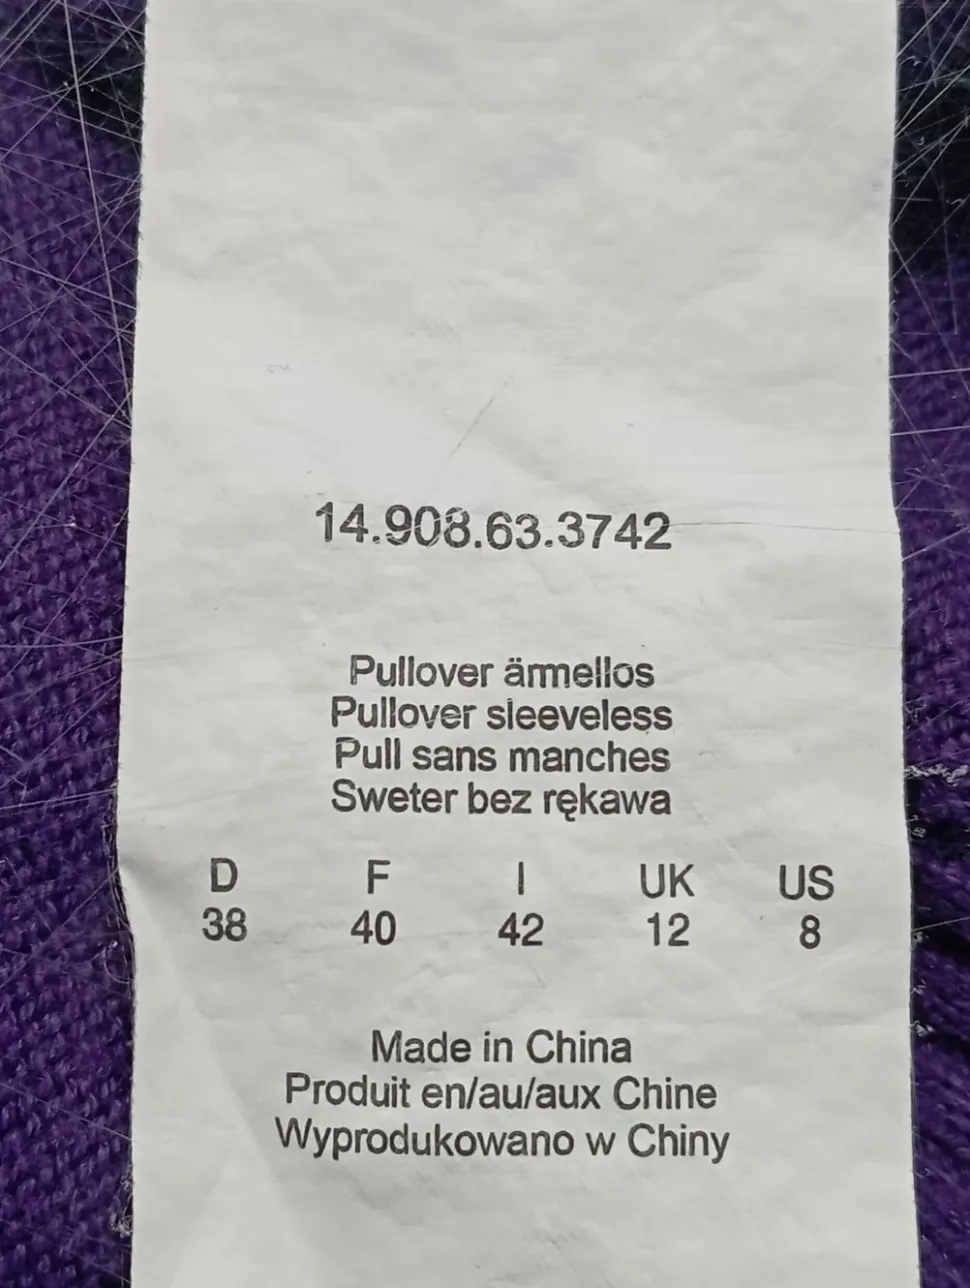 14.908.63.3742
Pullover ärmellos
Pullover sleeveless
Pull sans manches
Sweter bez rękawa
D F I UK US
38 40 42 12 8
Made in China
Produit en/au/aux Chine
Wyprodukowano w Chiny